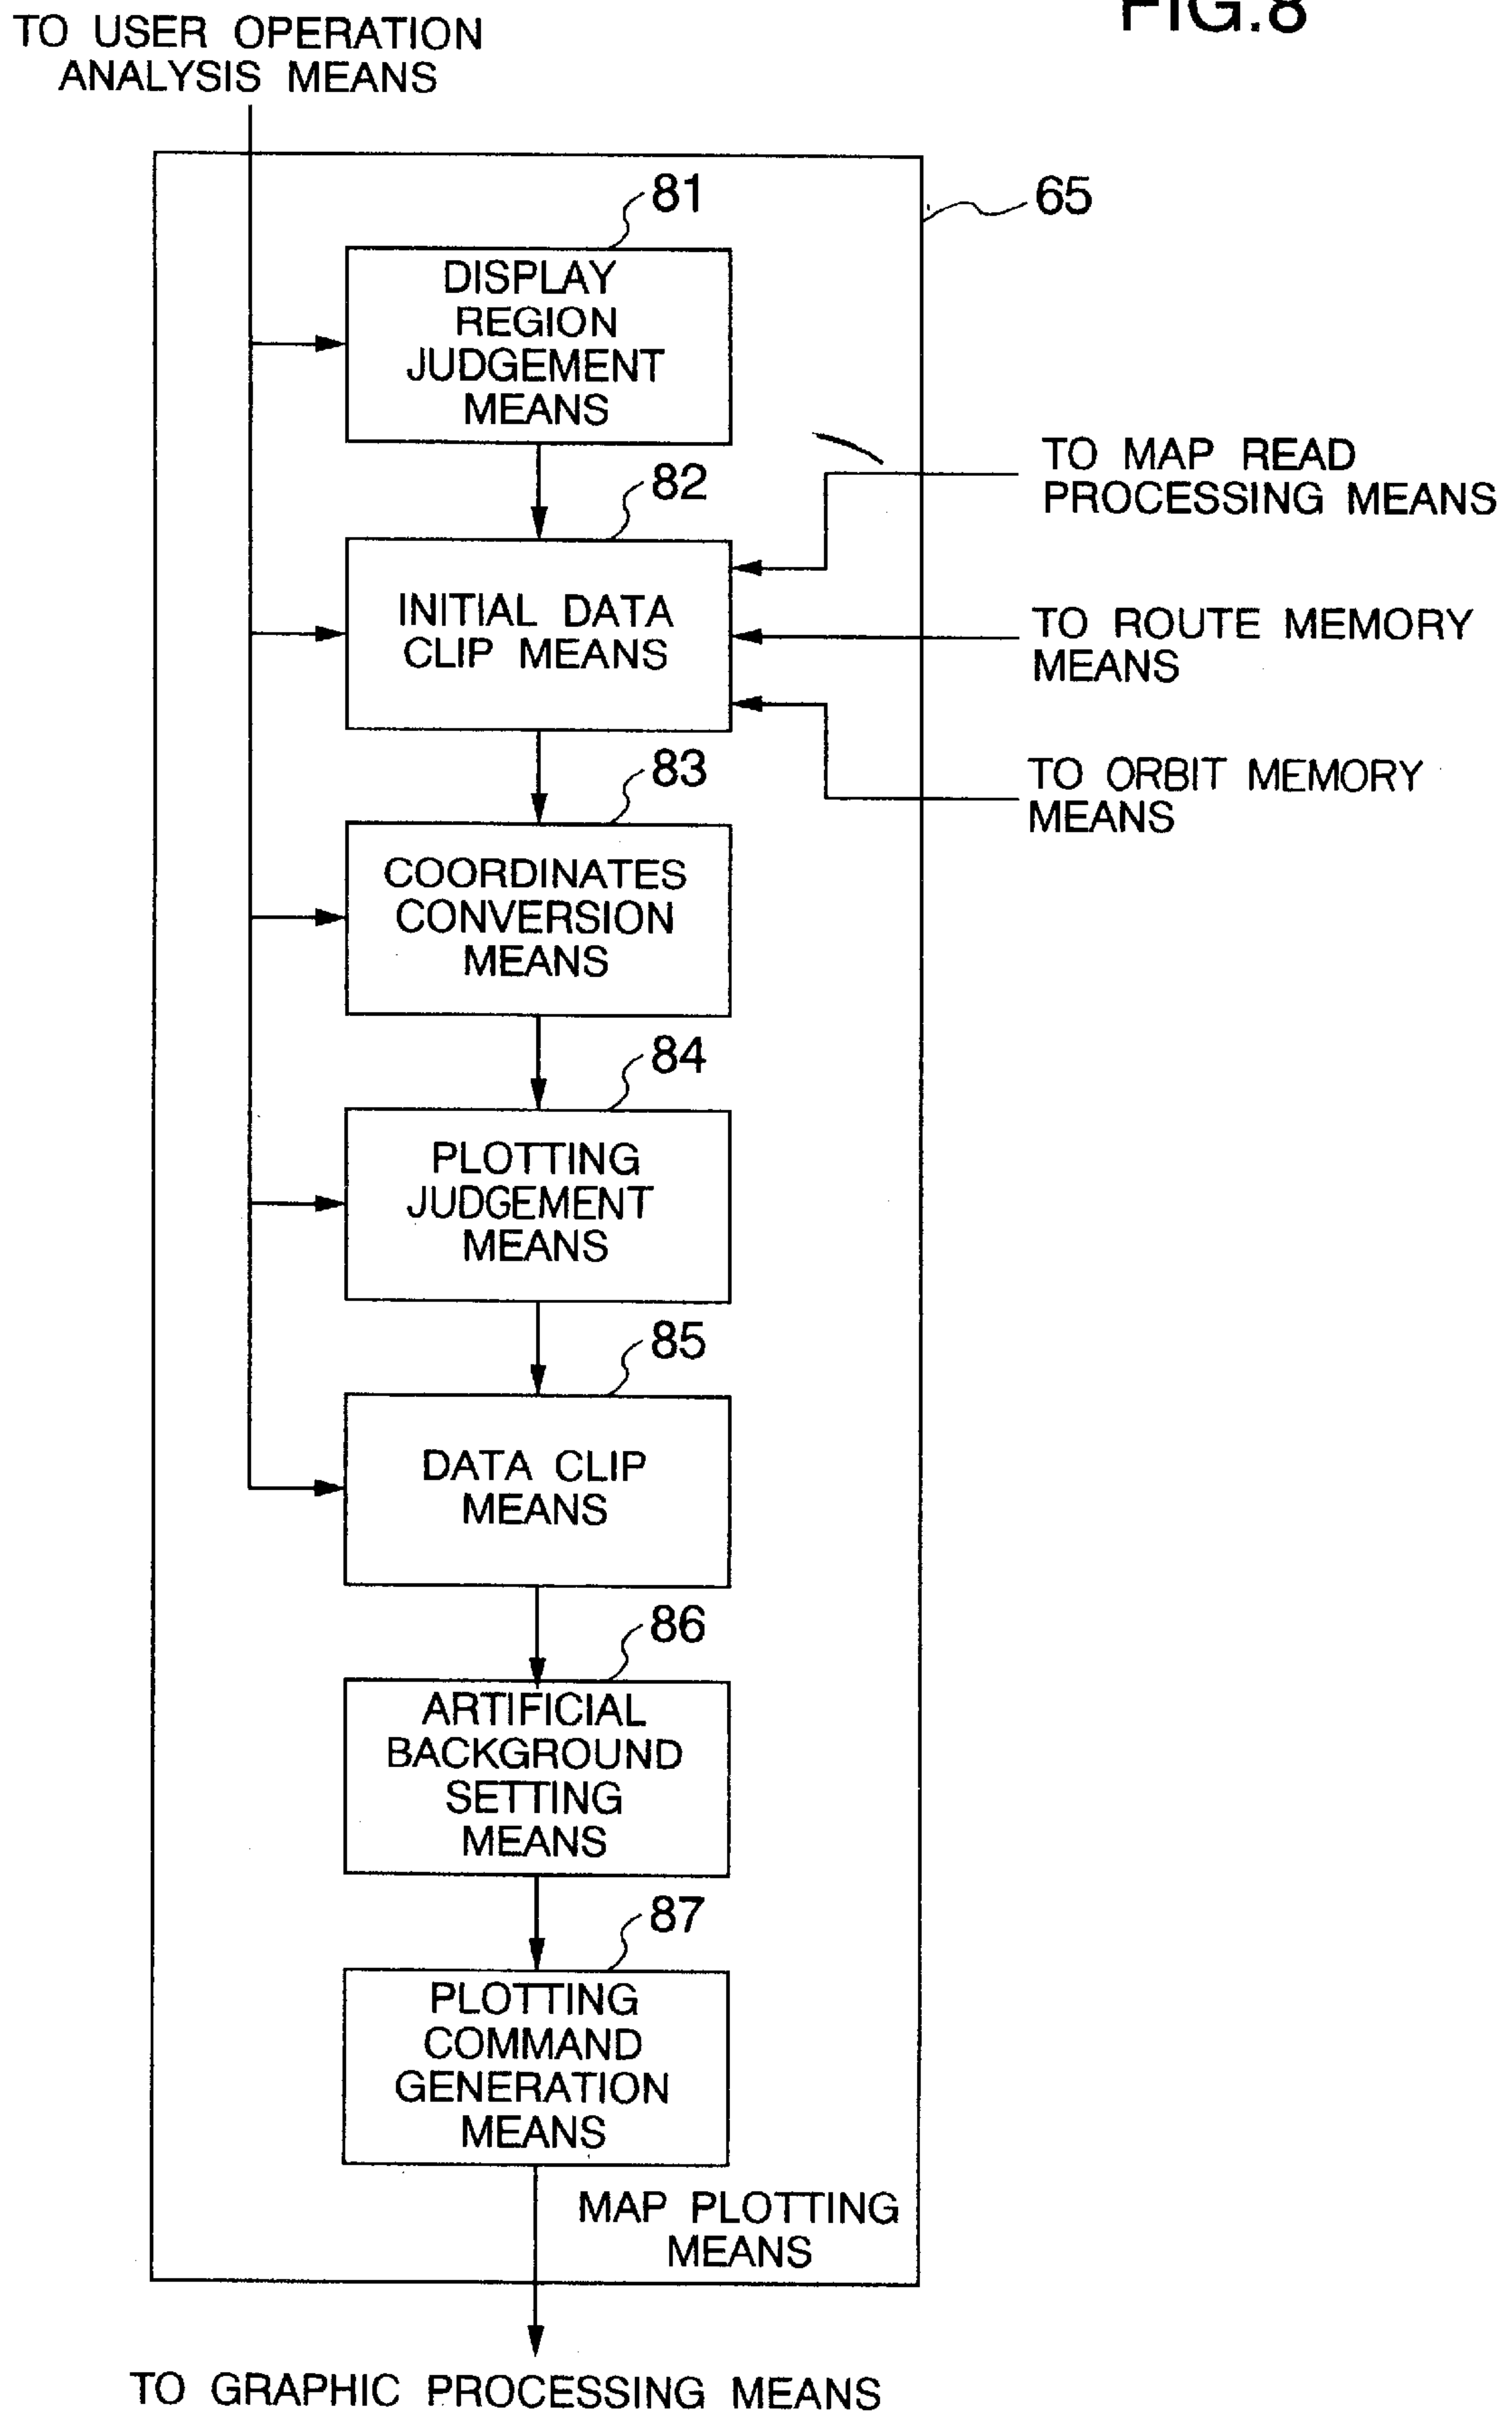 FIG.8
TO USER OPERATION
ANALYSIS MEANS
65
81
DISPLAY
REGION
JUDGEMENT
MEANS
82
INITIAL DATA
CLIP MEANS
TO MAP READ
PROCESSING MEANS
TO ROUTE MEMORY
MEANS
TO ORBIT MEMORY
MEANS
83
COORDINATES
CONVERSION
MEANS
84
PLOTTING
JUDGEMENT
MEANS
85
DATA CLIP
MEANS
86
ARTIFICIAL
BACKGROUND
SETTING
MEANS
87
PLOTTING
COMMAND
GENERATION
MEANS
MAP PLOTTING
MEANS
TO GRAPHIC PROCESSING MEANS